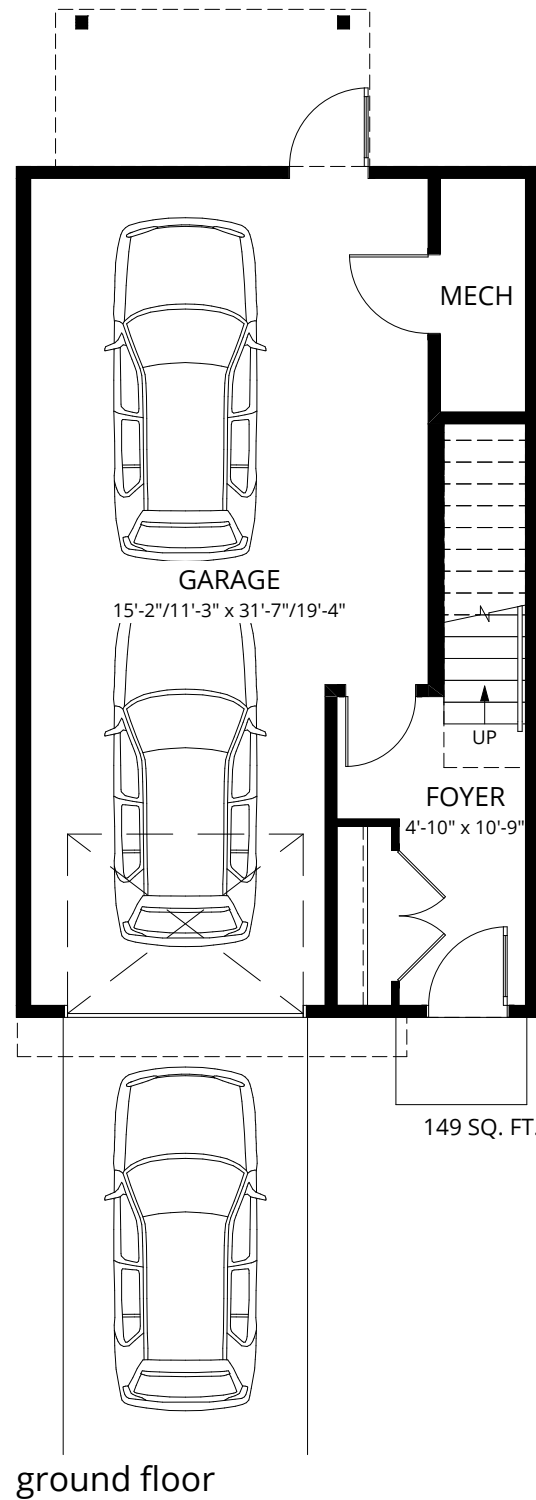 MECH
GARAGE
15'-2"/11'-3" x 31'-7"/19'-4"
UP
FOYER
4'-10" x 10'-9"
149 SQ. FT.
ground floor